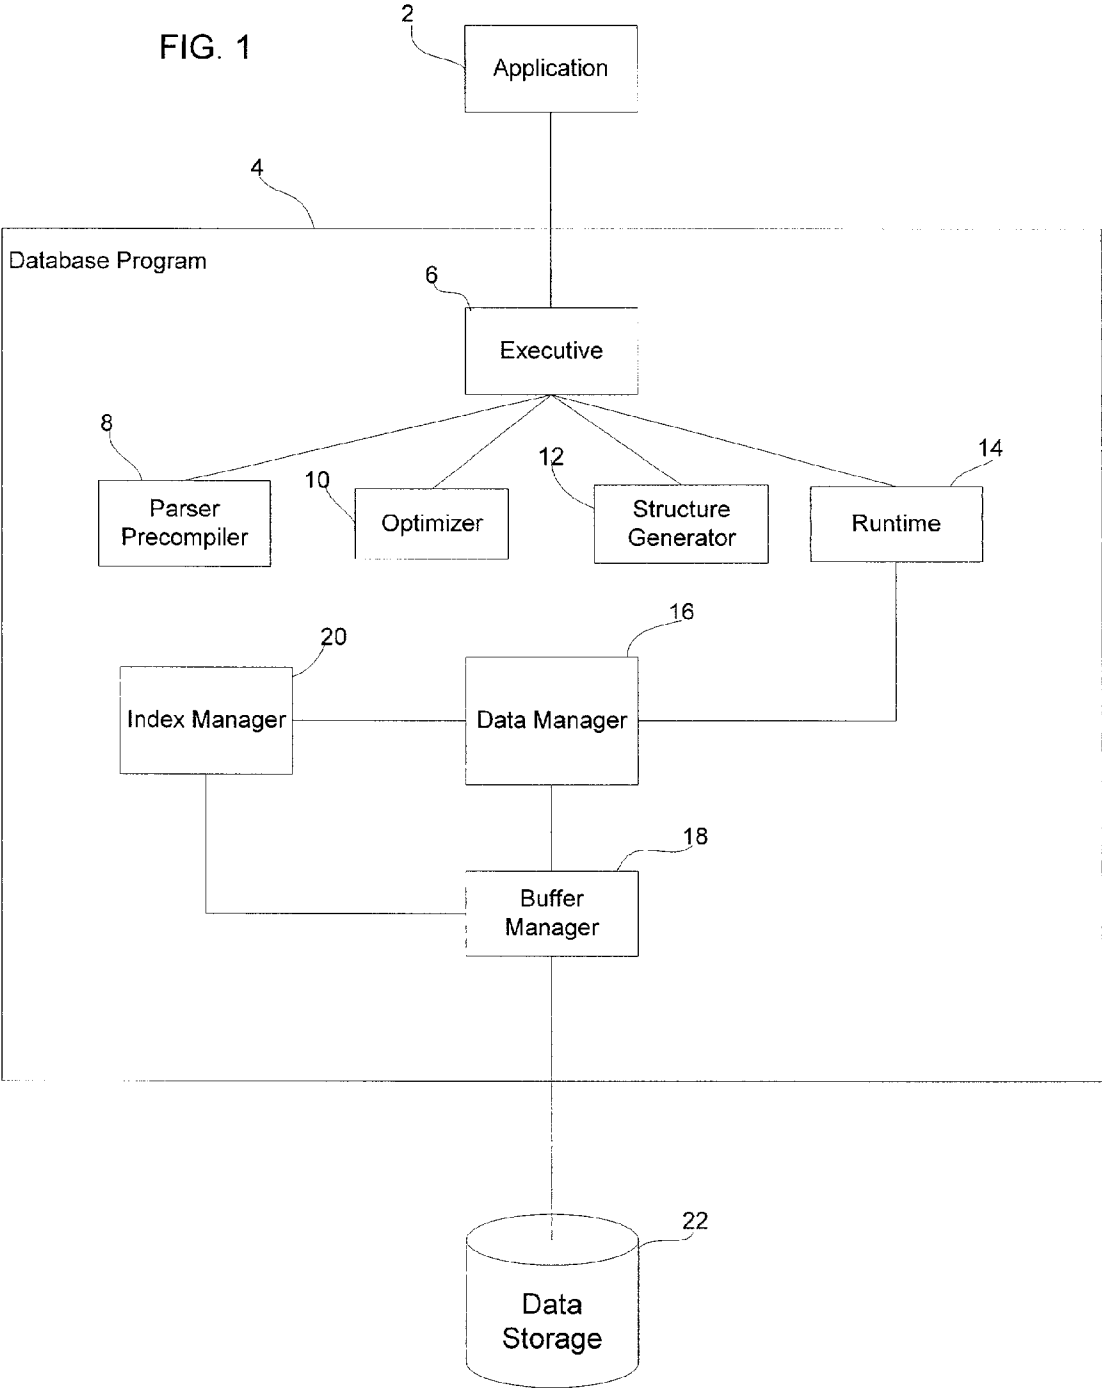 FIG. 1
2
Application
4
Database Program
6
Executive
8
Parser
Precompiler
10
Optimizer
12
Structure
Generator
14
Runtime
20
Index Manager
16
Data Manager
18
Buffer
Manager
22
Data
Storage